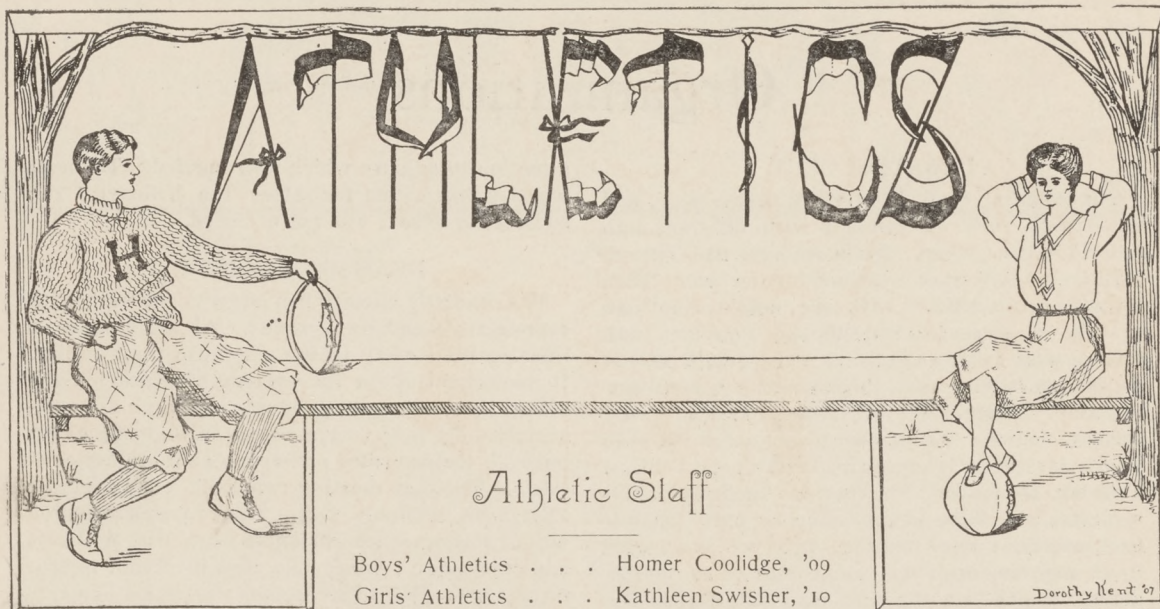 ATHLETICS
H
Athletic Staff
Boys' Athletics . . . Homer Coolidge, '09
Girls' Athletics . . . Kathleen Swisher, '10
Dorothy Kent '07